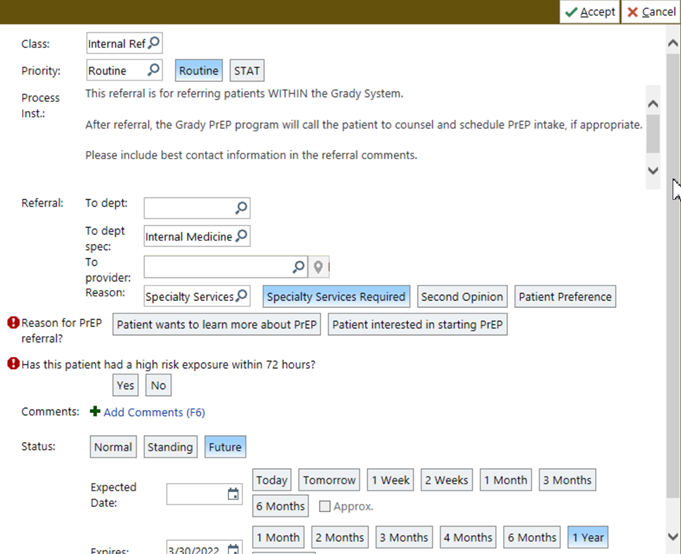 Accept Cancel
Class: Internal Ref
Priority: Routine Routine STAT
Process This referral is for referring patients WITHIN the Grady System.
Inst.:
After referral, the Grady PrEP program will call the patient to counsel and schedule PrEP intake, if appropriate.
Please include best contact information in the referral comments.
Referral: To dept:
To dept
spec: Internal Medicine
To
provider:
Reason: Specialty Services Specialty Services Required Second Opinion Patient Preference
Reason for PrEP Patient wants to learn more about PrEP Patient interested in starting PrEP
referral?
Has this patient had a high risk exposure within 72 hours?
Yes No
Comments: Add Comments (F6)
Status: Normal Standing Future
Expected Today Tomorrow 1 Week 2 Weeks 1 Month 3 Months
Date: 6 Months Approx.
Expires: 3/30/2022 1 Month 2 Months 3 Months 4 Months 6 Months 1 Year